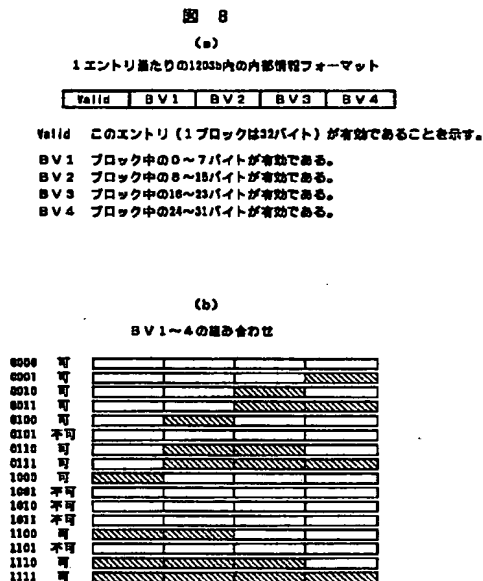 図 8
(a)
1エントリ当たりの1203b内の内部情報フォーマット
Valid BV1 BV2 BV3 BV4
Valid このエントリ(1ブロックは32バイト)が有効であることを示す。
BV1 ブロック中の0～7バイトが有効である。
BV2 ブロック中の8～15バイトが有効である。
BV3 ブロック中の16～23バイトが有効である。
BV4 ブロック中の24～31バイトが有効である。
(b)
BV1～4の組み合わせ
0000 可
0001 可
0010 可
0011 可
0100 可
0101 不可
0110 可
0111 可
1000 可
1001 不可
1010 不可
1011 不可
1100 可
1101 不可
1110 可
1111 可